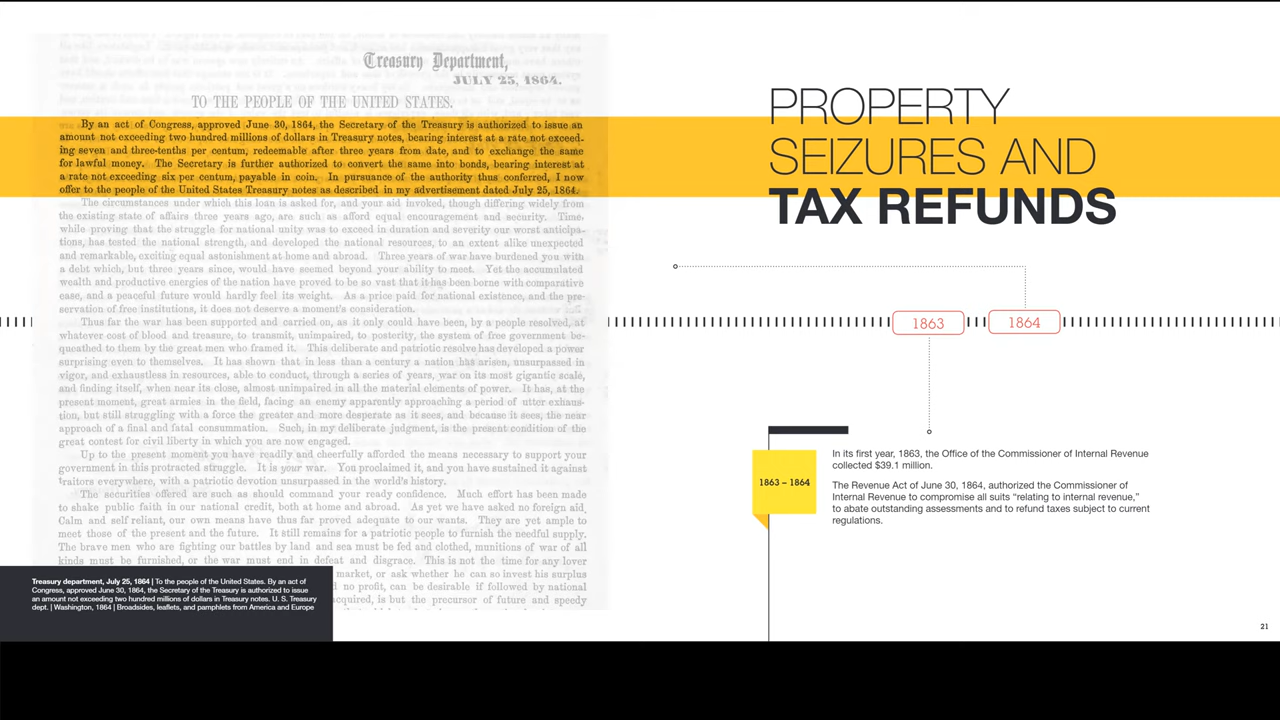 Treasury Department,
JULY 25, 1864.
TO THE PEOPLE OF THE UNITED STATES.
By an act of Congress, approved June 30, 1864, the Secretary of the Treasury is authorized to issue an
amount not exceeding two hundred millions of dollars in Treasury notes, bearing interest at a rate not exceed-
ing seven and three-tenths per centum, redeemable after three years from date, and to exchange the same
for lawful money. The Secretary is further authorized to convert the same into bonds, bearing interest at
a rate not exceeding six per centum, payable in coin. In pursuance of the authority thus conferred, I now
offer to the people of the United States Treasury notes as described in my advertisement dated July 25, 1864.
The circumstances under which this loan is asked for, and your aid invoked, though differing widely from
the existing state of affairs three years ago, are such as afford equal encouragement and security. Time,
while proving that the struggle for national unity was to exceed in duration and severity our worst anticipa-
tions, has tested the national strength, and developed the national resources, to an extent alike unexpected
and remarkable, exciting equal astonishment at home and abroad. Three years of war have burdened you with
a debt which, but three years since, would have seemed beyond your ability to meet. Yet the accumulated
wealth and productive energies of the nation have proved to be so vast that it has been borne with comparative
ease, and a peaceful future would hardly feel its weight. As a price paid for national existence, and the pre-
servation of free institutions, it does not deserve a moment's consideration.
Thus far the war has been supported and carried on, as it only could have been, by a people resolved, at
whatever cost of blood and treasure, to transmit, unimpaired, to posterity, the system of free government be-
queathed to them by the great men who framed it. This deliberate and patriotic resolve has developed a power
surprising even to themselves. It has shown that in less than a century a nation has arisen, unsurpassed in
vigor, and exhaustless in resources, able to conduct, through a series of years, war on its most gigantic scale,
and finding itself, when near its close, almost unimpaired in all the material elements of power. It has, at the
present moment, great armies in the field, facing an enemy apparently approaching a period of utter exhaus-
tion, but still struggling with a force the greater and more desperate as it sees, and because it sees, the near
approach of a final and fatal consummation. Such, in my deliberate judgment, is the present condition of the
great contest for civil liberty in which you are now engaged.
Up to the present moment you have readily and cheerfully afforded the means necessary to support your
government in this protracted struggle. It is your war. You proclaimed it, and you have sustained it against
traitors everywhere, with a patriotic devotion unsurpassed in the world's history.
The securities offered are such as should command your ready confidence. Much effort has been made
to shake public faith in our national credit, both at home and abroad. As yet we have asked no foreign aid.
Calm and self reliant, our own means have thus far proved adequate to our wants. They are yet ample to
meet those of the present and the future. It still remains for a patriotic people to furnish the needful supply.
The brave men who are fighting our battles by land and sea must be fed and clothed, munitions of war of all
kinds must be furnished, or the war must end in defeat and disgrace. This is not the time for any lover
market, or ask whether he can so invest his surplus
no profit, can be desirable if followed by national
acquired, is but the precursor of future and speedy
Treasury department, July 25, 1864 | To the people of the United States. By an act of
Congress, approved June 30, 1864, the Secretary of the Treasury is authorized to issue
an amount not exceeding two hundred millions of dollars in Treasury notes. U. S. Treasury
dept. | Washington, 1864 | Broadsides, leaflets, and pamphlets from America and Europe
PROPERTY
SEIZURES AND
TAX REFUNDS
1863
1864
1863 – 1864
In its first year, 1863, the Office of the Commissioner of Internal Revenue
collected $39.1 million.
The Revenue Act of June 30, 1864, authorized the Commissioner of
Internal Revenue to compromise all suits “relating to internal revenue,”
to abate outstanding assessments and to refund taxes subject to current
regulations.
21